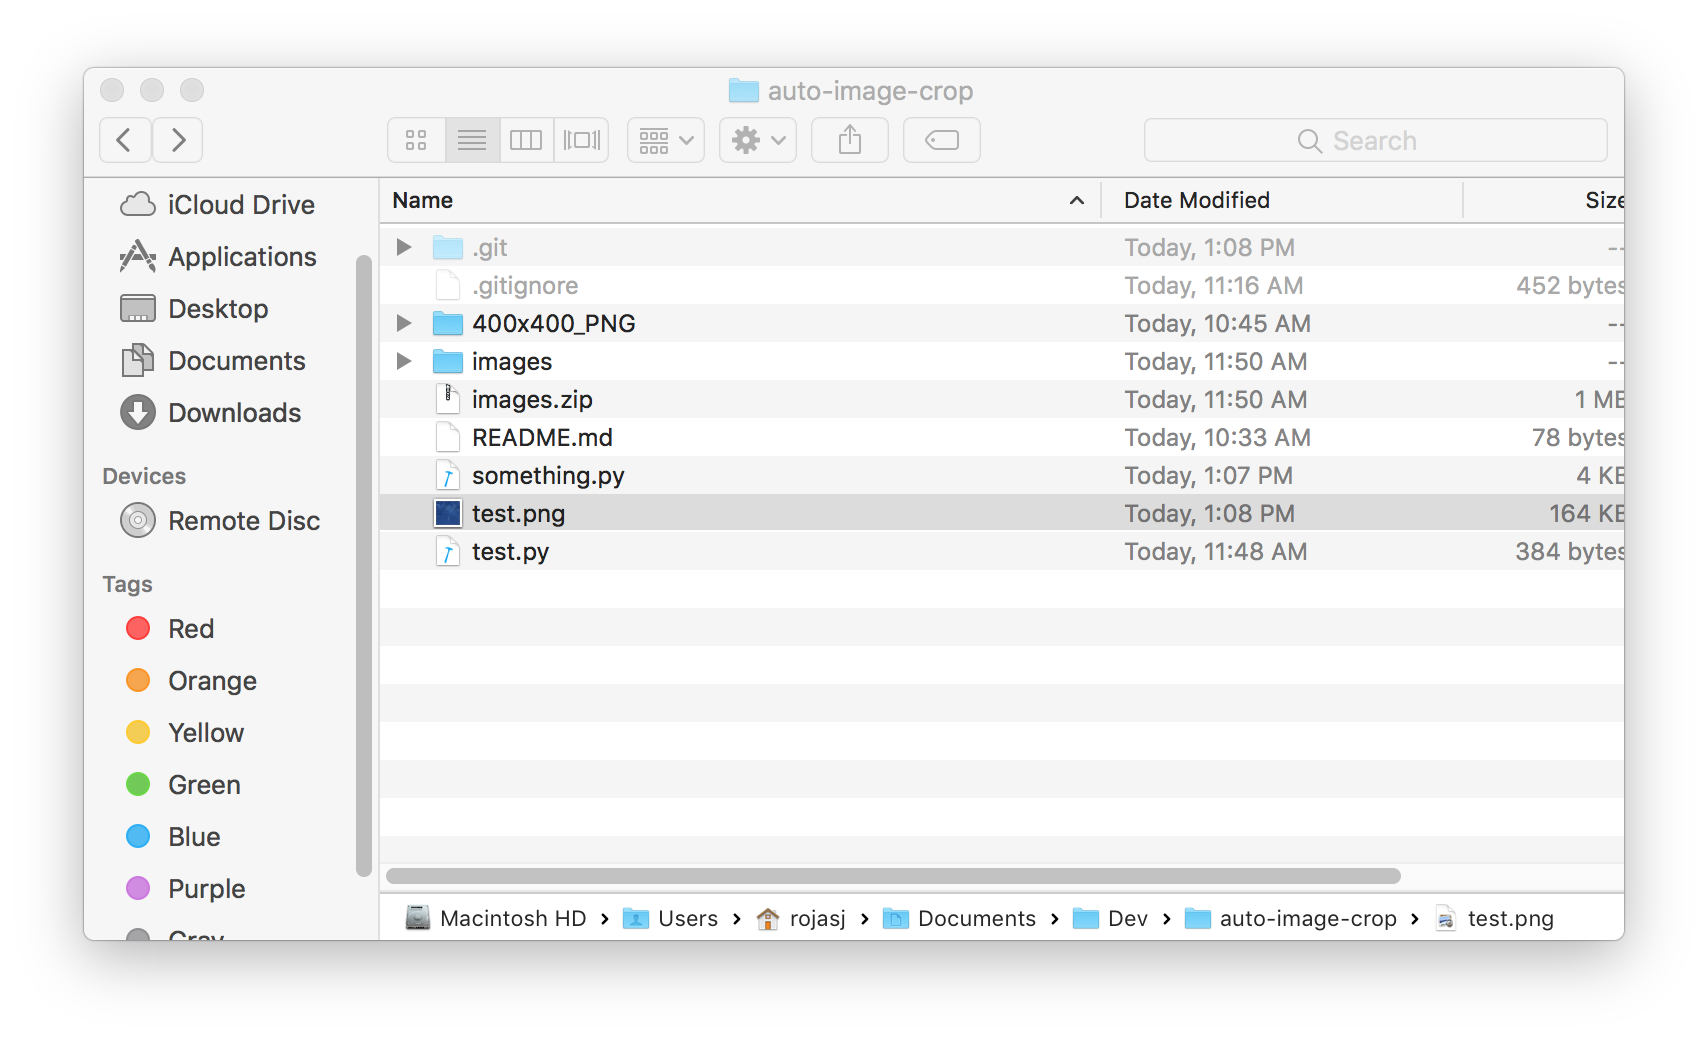 auto-image-crop
Search
iCloud Drive
Applications
Desktop
Documents
Downloads
Devices
Remote Disc
Tags
Red
Orange
Yellow
Green
Blue
Purple
Gray
Name Date Modified Size
.git Today, 1:08 PM --
.gitignore Today, 11:16 AM 452 bytes
400x400_PNG Today, 10:45 AM --
images Today, 11:50 AM --
images.zip Today, 11:50 AM 1 MB
README.md Today, 10:33 AM 78 bytes
something.py Today, 1:07 PM 4 KB
test.png Today, 1:08 PM 164 KB
test.py Today, 11:48 AM 384 bytes
Macintosh HD › Users › rojasj › Documents › Dev › auto-image-crop › test.png